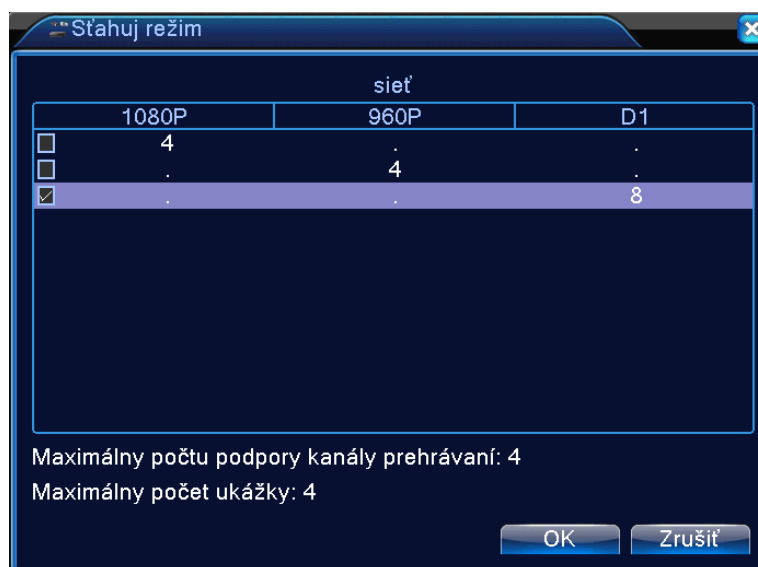 Sťahuj režim
sieť
1080P 960P D1
4 . .
. 4 .
. . 8
Maximálny počtu podpory kanály prehrávaní: 4
Maximálny počet ukážky: 4
OK Zrušiť